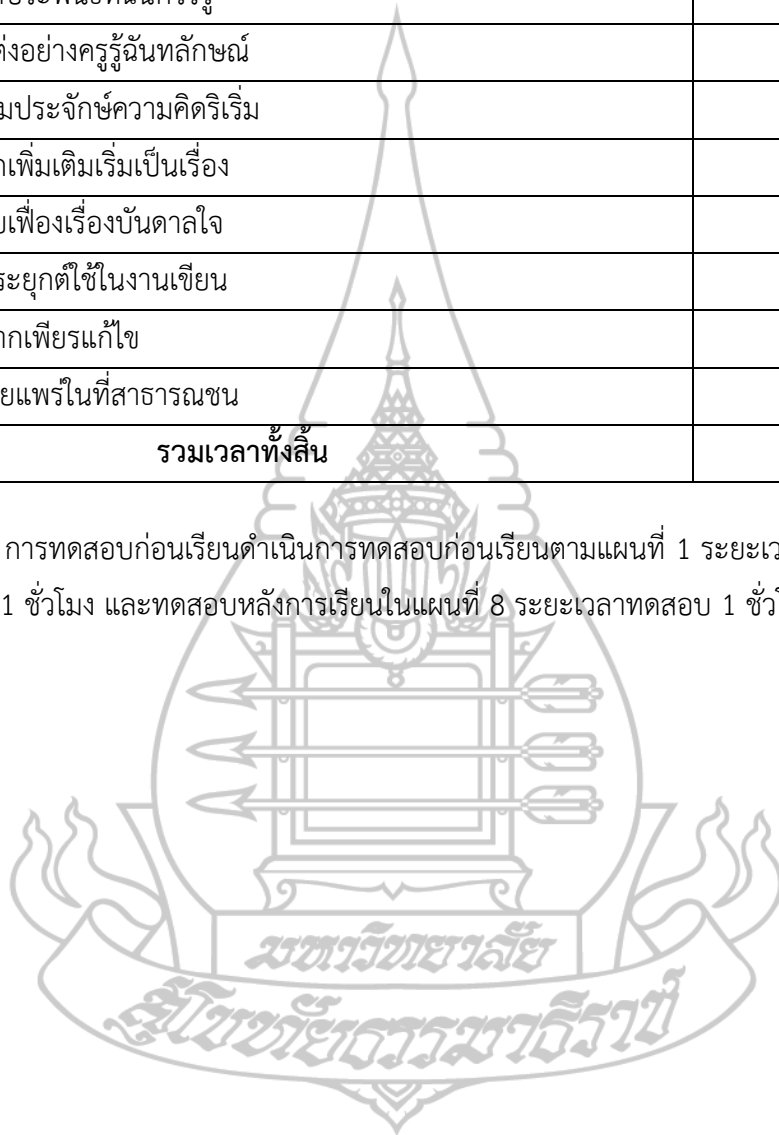 ต่งอย่างครูรู้ฉันทลักษณ์
มประจักษ์ความคิดริเริ่ม
เพิ่มเติมเริ่มเป็นเรื่อง
ยเฟื่องเรื่องบันดาลใจ
ระยุกต์ใช้ในงานเขียน
ากเพียรแก้ไข
ยแพร่ในที่สาธารณชน
รวมเวลาทั้งสิ้น
การทดสอบก่อนเรียนดำเนินการทดสอบก่อนเรียนตามแผนที่ 1 ระยะเว
1 ชั่วโมง และทดสอบหลังการเรียนในแผนที่ 8 ระยะเวลาทดสอบ 1 ชั่วโ
มหาวิทยาลัย
สุโขทัยธรรมาธิราช